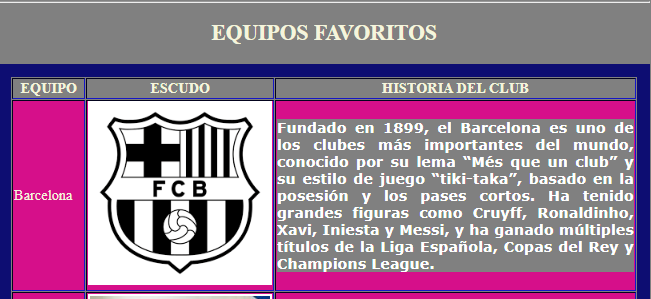 EQUIPOS FAVORITOS
EQUIPO ESCUDO HISTORIA DEL CLUB
Barcelona
FCB
Fundado en 1899, el Barcelona es uno de
los clubes más importantes del mundo,
conocido por su lema “Més que un club” y
su estilo de juego “tiki-taka”, basado en la
posesión y los pases cortos. Ha tenido
grandes figuras como Cruyff, Ronaldinho,
Xavi, Iniesta y Messi, y ha ganado múltiples
títulos de la Liga Española, Copas del Rey y
Champions League.